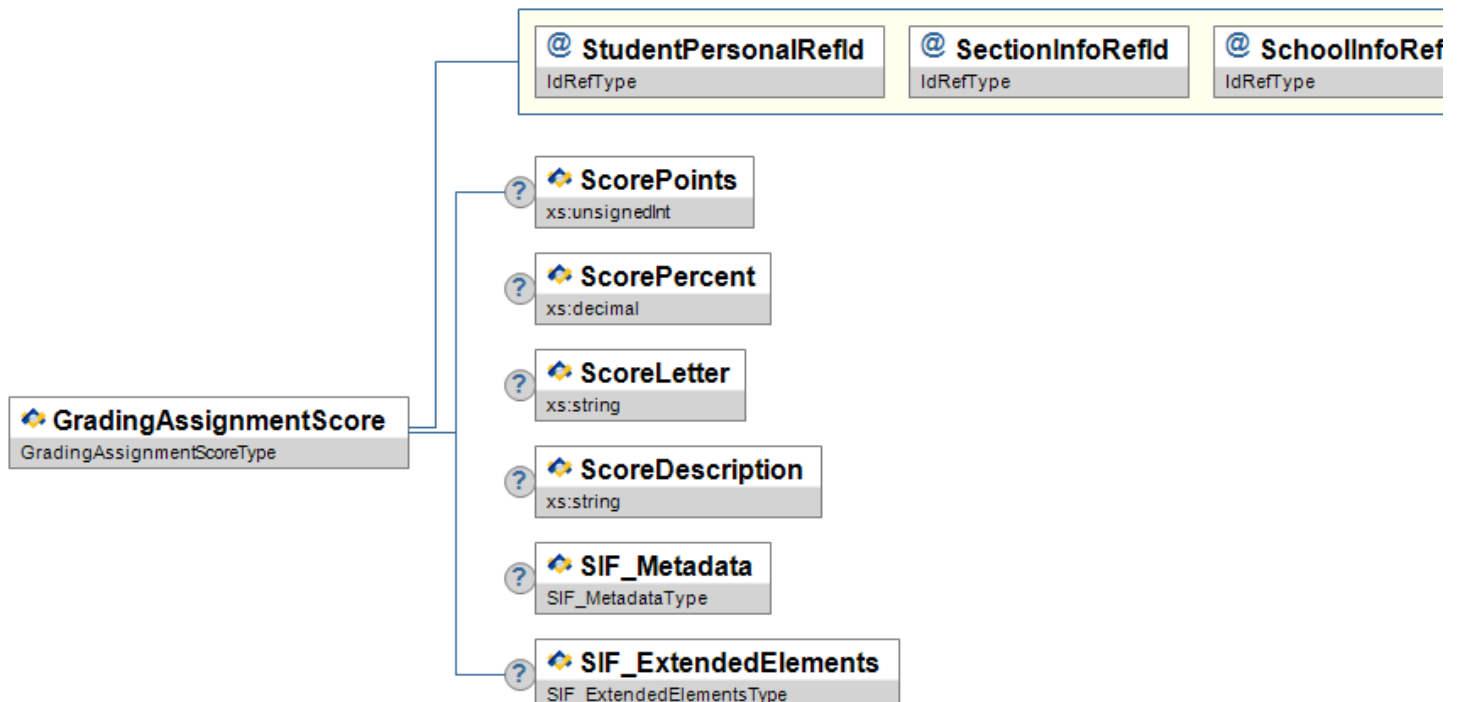 @ StudentPersonalRefId
IdRefType
@ SectionInfoRefId
IdRefType
@ SchoolInfoRef
IdRefType
? ScorePoints
xs:unsignedInt
? ScorePercent
xs:decimal
? ScoreLetter
xs:string
GradingAssignmentScore
GradingAssignmentScoreType
? ScoreDescription
xs:string
? SIF_Metadata
SIF_MetadataType
? SIF_ExtendedElements
SIF_ExtendedElementsType